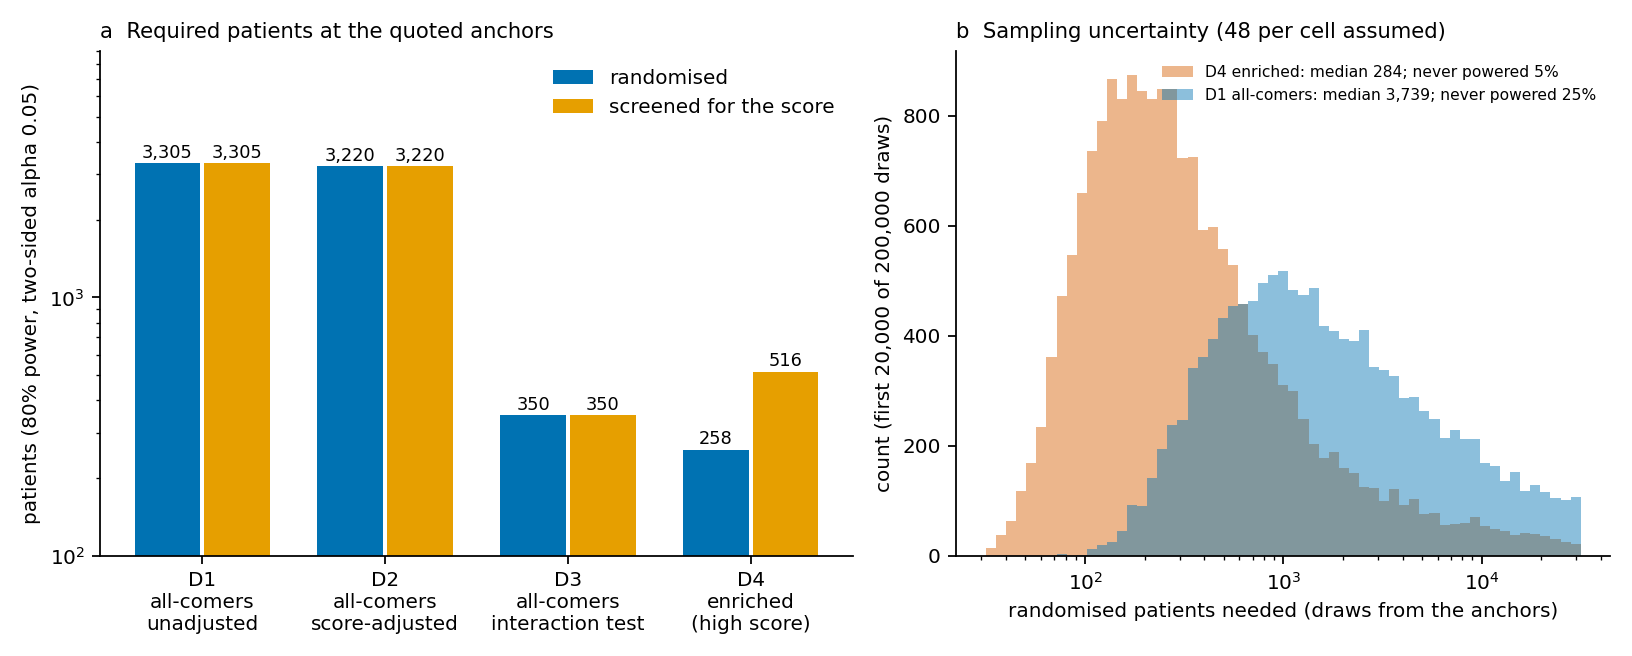 a  Required patients at the quoted anchors
patients (80% power, two-sided alpha 0.05)
10³
10²
randomised
screened for the score
3,305
3,305
3,220
3,220
350
350
258
516
D1
all-comers
unadjusted
D2
all-comers
score-adjusted
D3
all-comers
interaction test
D4
enriched
(high score)
b  Sampling uncertainty (48 per cell assumed)
count (first 20,000 of 200,000 draws)
800
600
400
200
0
D4 enriched: median 284; never powered 5%
D1 all-comers: median 3,739; never powered 25%
10²
10³
10⁴
randomised patients needed (draws from the anchors)